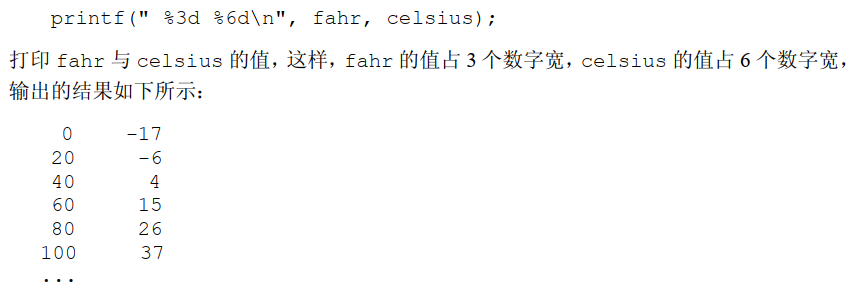 printf(" %3d %6d\n", fahr, celsius);
打印 fahr 与 celsius 的值，这样，fahr 的值占 3 个数字宽，celsius 的值占 6 个数字宽，
输出的结果如下所示：
0 -17
20 -6
40 4
60 15
80 26
100 37
...